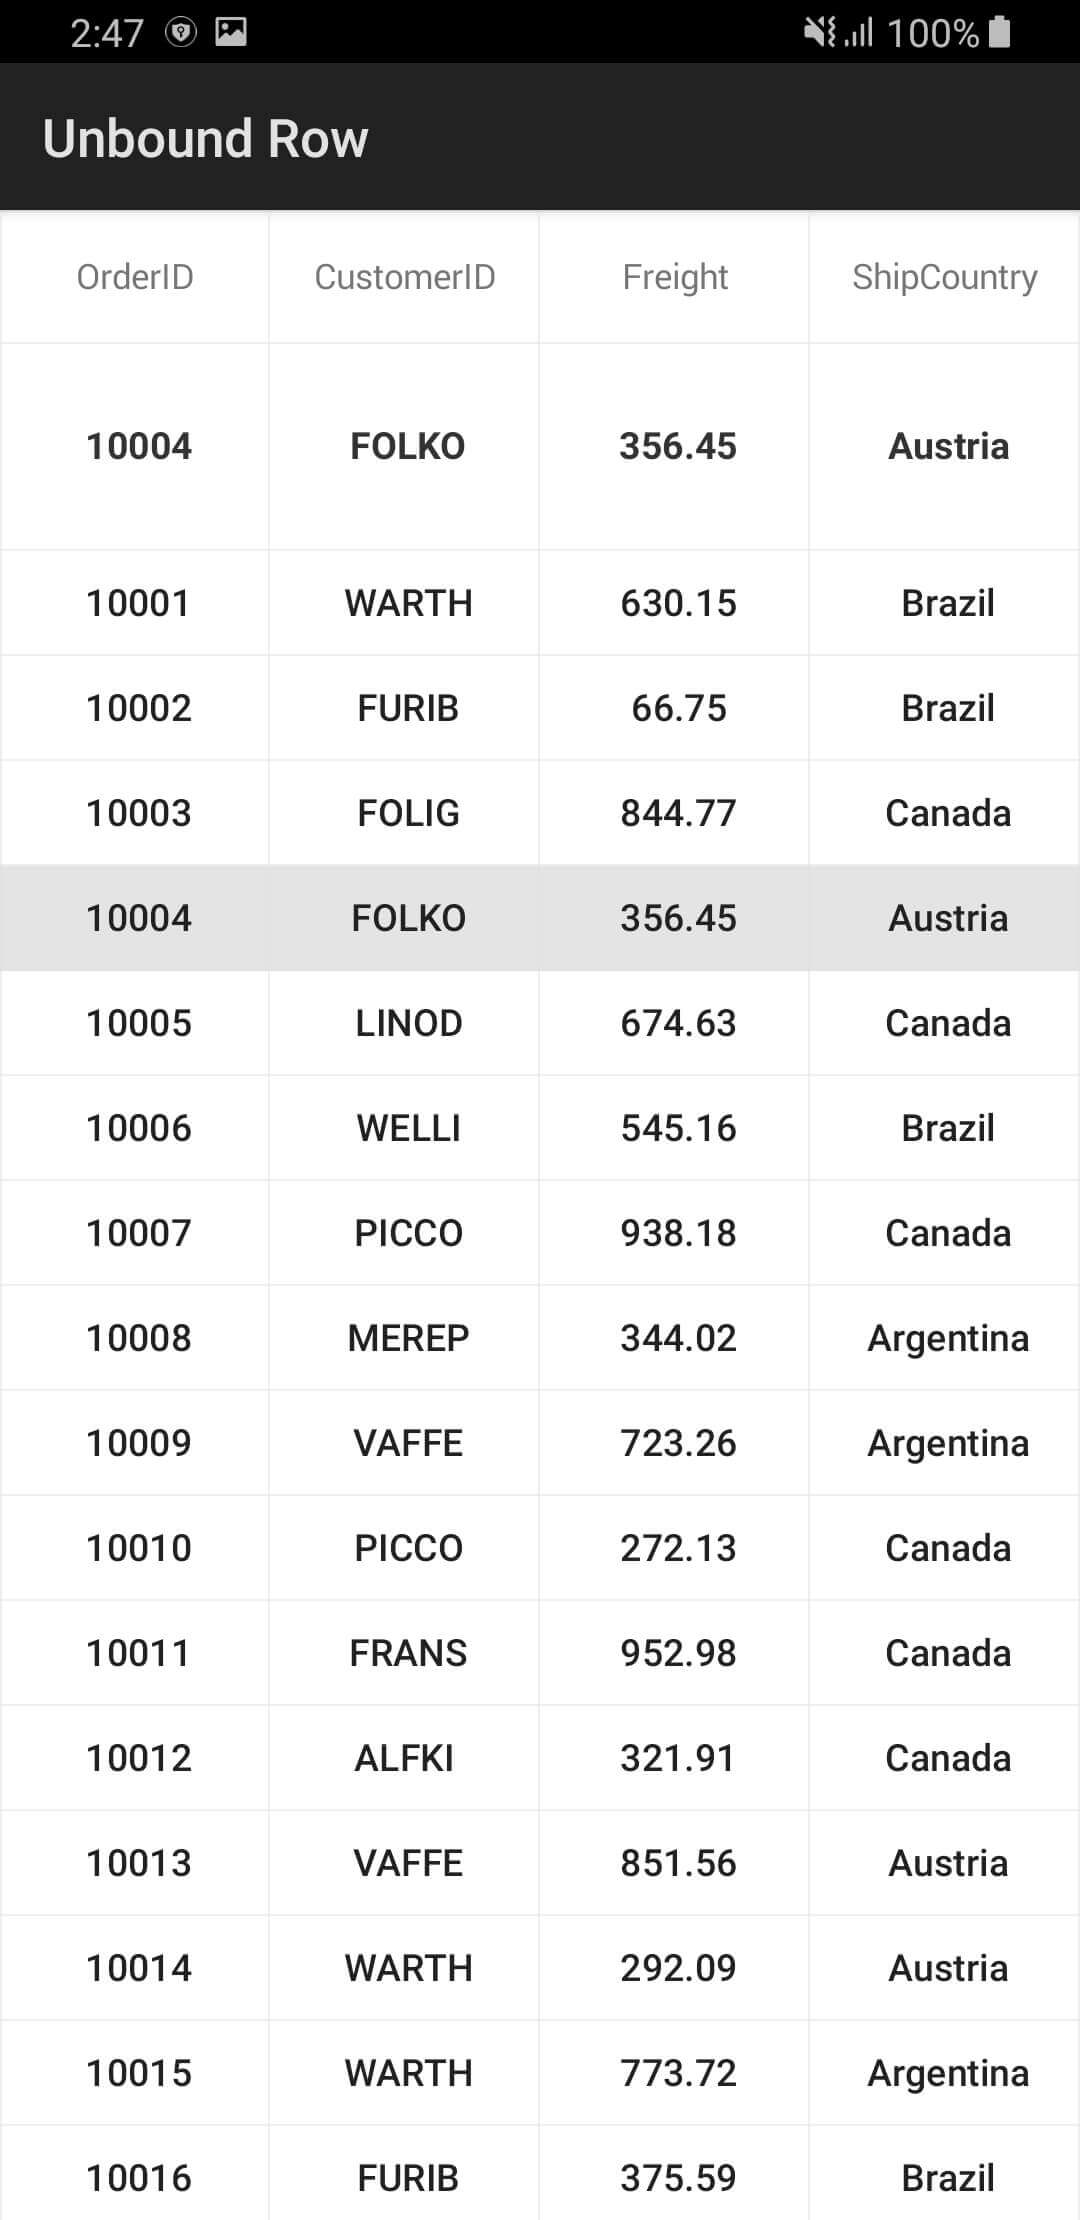 2:47 100%
Unbound Row
OrderID CustomerID Freight ShipCountry
10004 FOLKO 356.45 Austria
10001 WARTH 630.15 Brazil
10002 FURIB 66.75 Brazil
10003 FOLIG 844.77 Canada
10004 FOLKO 356.45 Austria
10005 LINOD 674.63 Canada
10006 WELLI 545.16 Brazil
10007 PICCO 938.18 Canada
10008 MEREP 344.02 Argentina
10009 VAFFE 723.26 Argentina
10010 PICCO 272.13 Canada
10011 FRANS 952.98 Canada
10012 ALFKI 321.91 Canada
10013 VAFFE 851.56 Austria
10014 WARTH 292.09 Austria
10015 WARTH 773.72 Argentina
10016 FURIB 375.59 Brazil